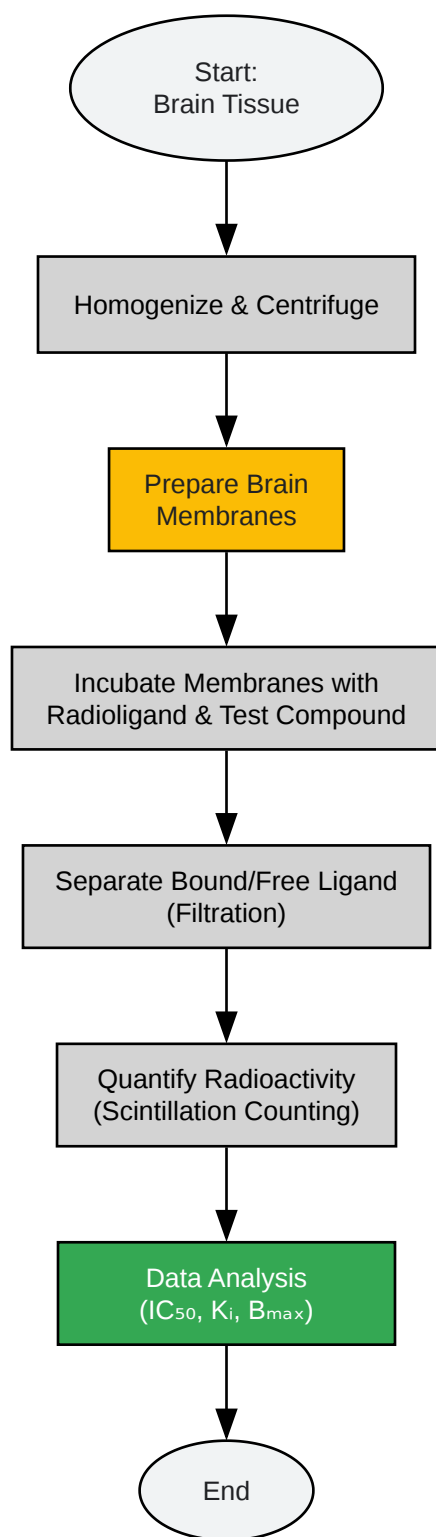 Start:
Brain Tissue
Homogenize & Centrifuge
Prepare Brain
Membranes
Incubate Membranes with
Radioligand & Test Compound
Separate Bound/Free Ligand
(Filtration)
Quantify Radioactivity
(Scintillation Counting)
Data Analysis
(IC₅₀, Kᵢ, Bₘₐₓ)
End